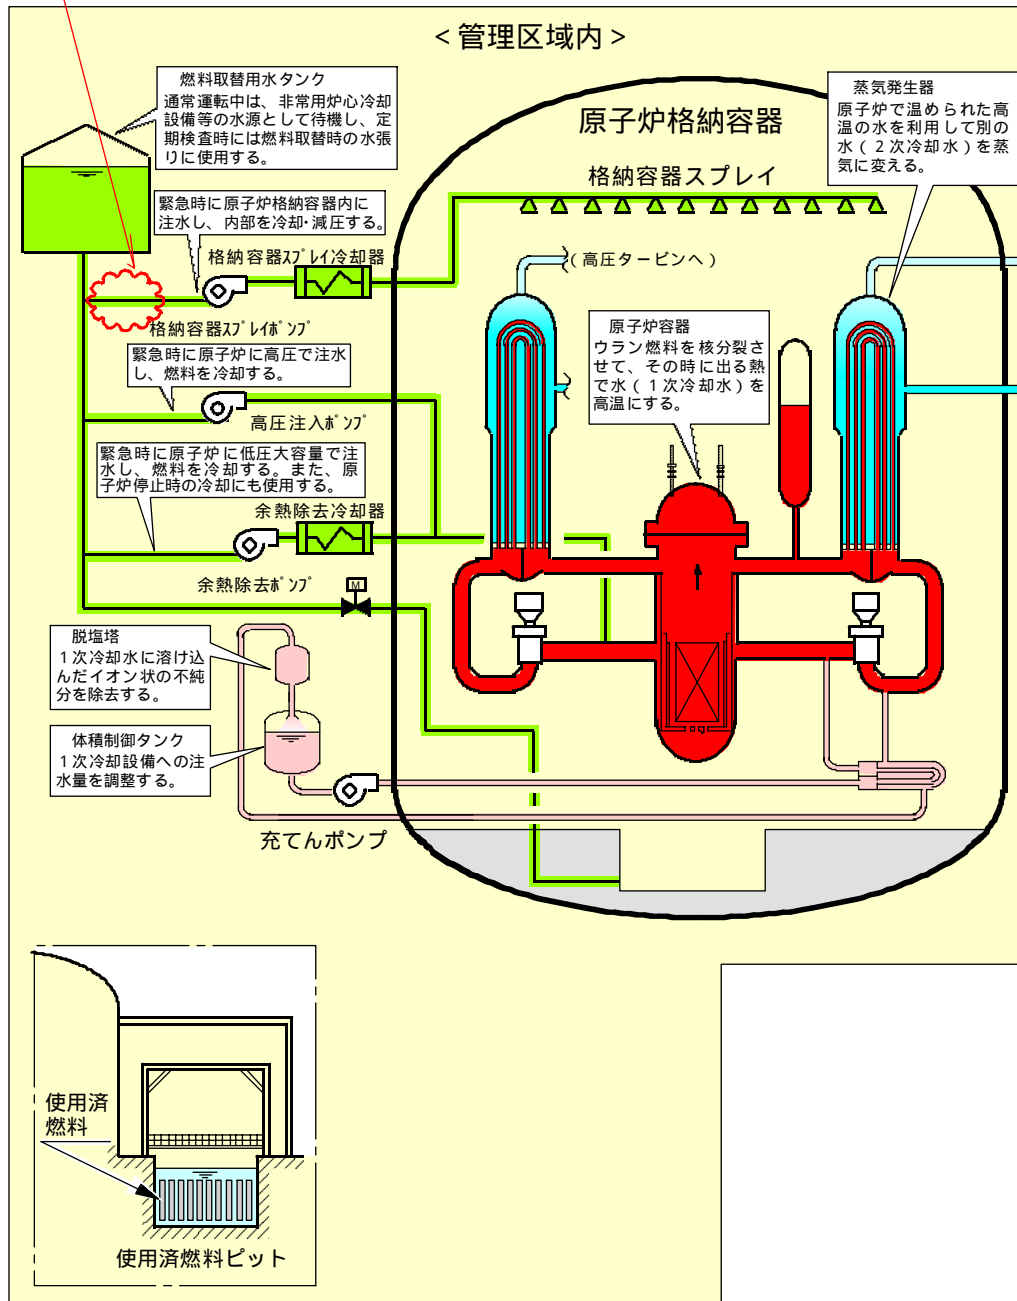 ＜管理区域内＞
燃料取替用水タンク
通常運転中は、非常用炉心冷却
設備等の水源として待機し、定
期検査時には燃料取替時の水張
りに使用する。
蒸気発生器
原子炉で温められた高
温の水を利用して別の
水（２次冷却水）を蒸
気に変える。
原子炉格納容器
格納容器スプレイ
緊急時に原子炉格納容器内に
注水し、内部を冷却・減圧する。
格納容器ｽﾌﾟﾚｲ冷却器
（高圧タービンへ）
格納容器ｽﾌﾟﾚｲﾎﾟﾝﾌﾟ
原子炉容器
ウラン燃料を核分裂さ
せて、その時に出る熱
で水（１次冷却水）を
高温にする。
緊急時に原子炉に高圧で注水
し、燃料を冷却する。
高圧注入ﾎﾟﾝﾌﾟ
緊急時に原子炉に低圧大容量で注
水し、燃料を冷却する。また、原
子炉停止時の冷却にも使用する。
余熱除去冷却器
余熱除去ﾎﾟﾝﾌﾟ
M
脱塩塔
１次冷却水に溶け込
んだイオン状の不純
分を除去する。
体積制御タンク
１次冷却設備への注
水量を調整する。
充てんポンプ
使用済
燃料
使用済燃料ピット